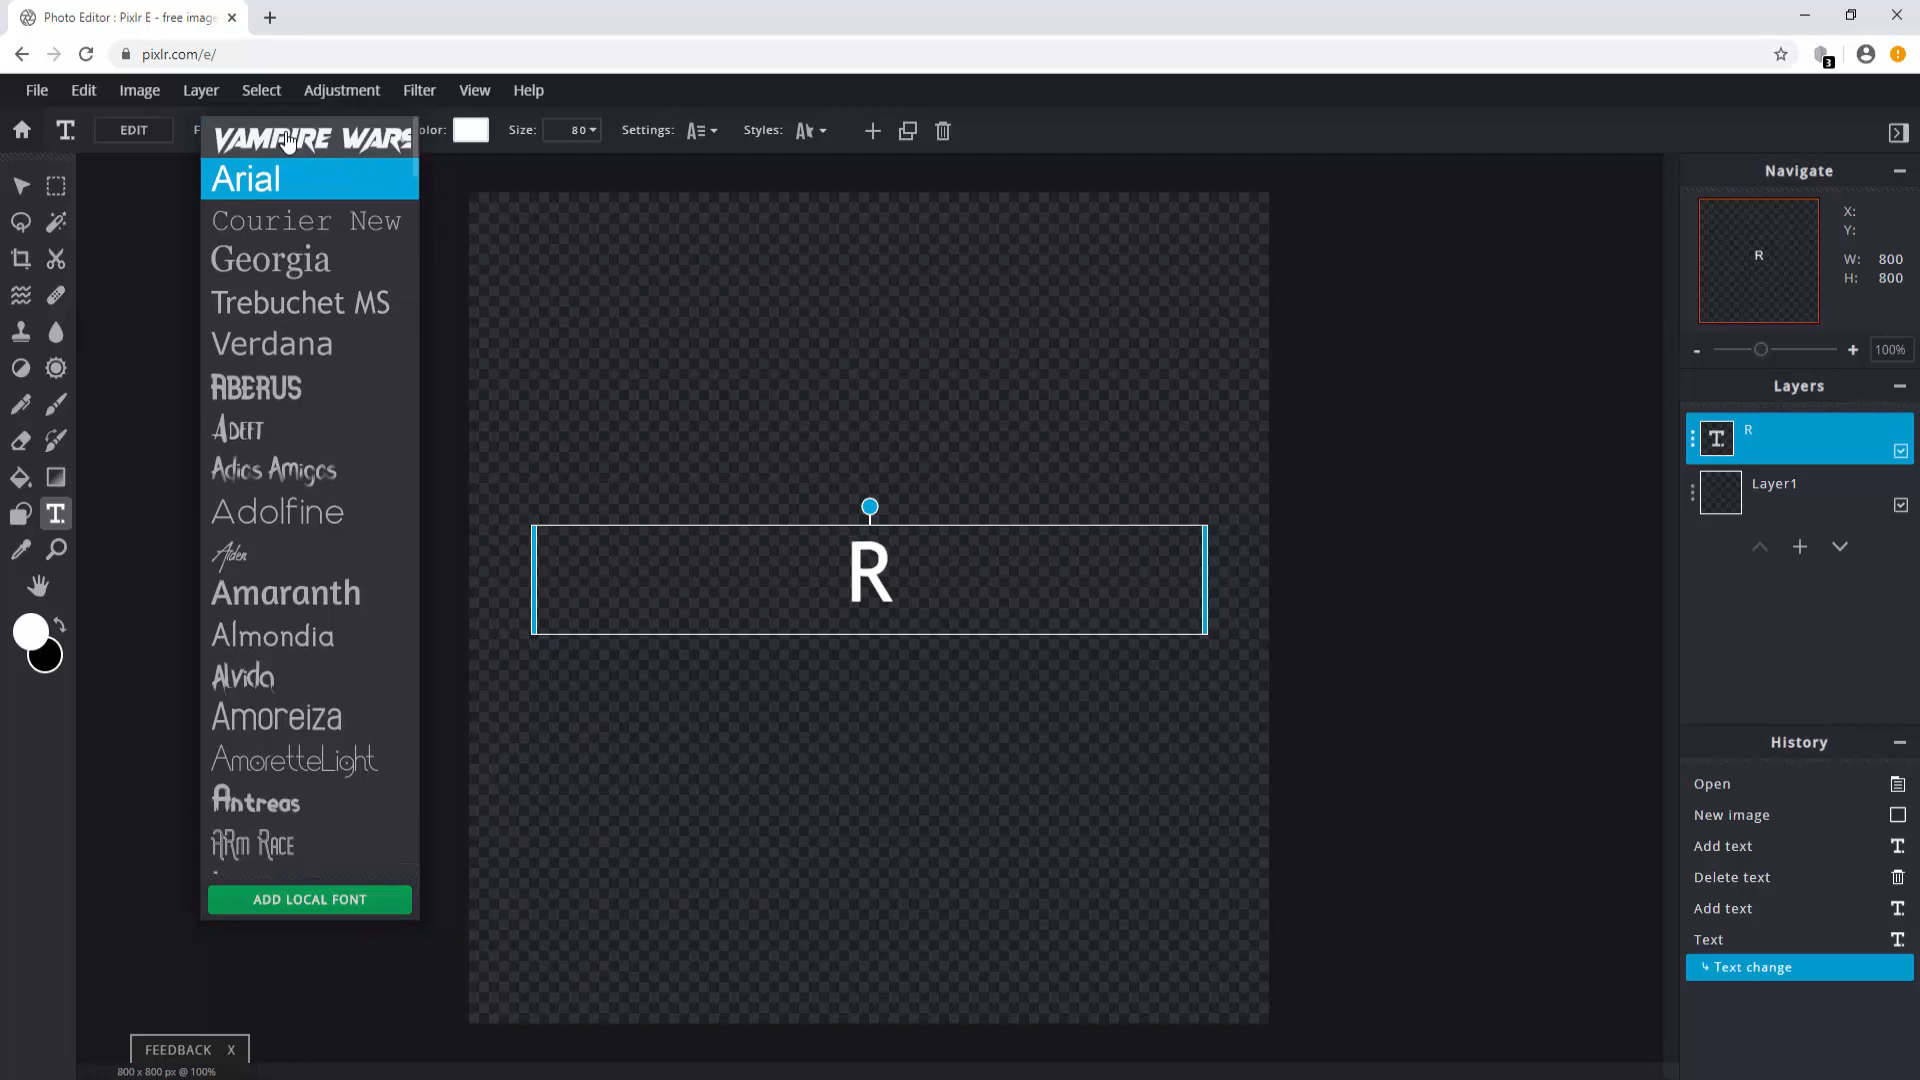 Photo Editor : Pixlr E - free image
pixlr.com/e/
3
File Edit Image Layer Select Adjustment Filter View Help
T. EDIT F olor: Size: 80 Settings: A Styles: A
VAMPIRE WARS
Arial
Courier New
Georgia
Trebuchet MS
Verdana
ABERUS
ADEFT
Adios Amigos
Adolfine
Aiden
Amaranth
Almondia
Alvida
Amoreiza
AmoretteLight
Antreas
ARM RACE
ADD LOCAL FONT
R
Navigate
R
X:
Y:
W: 800
H: 800
- + 100%
Layers
T. R
Layer1
History
Open
New image
Add text T.
Delete text
Add text T.
Text T.
Text change
FEEDBACK X
800 x 800 px @ 100%